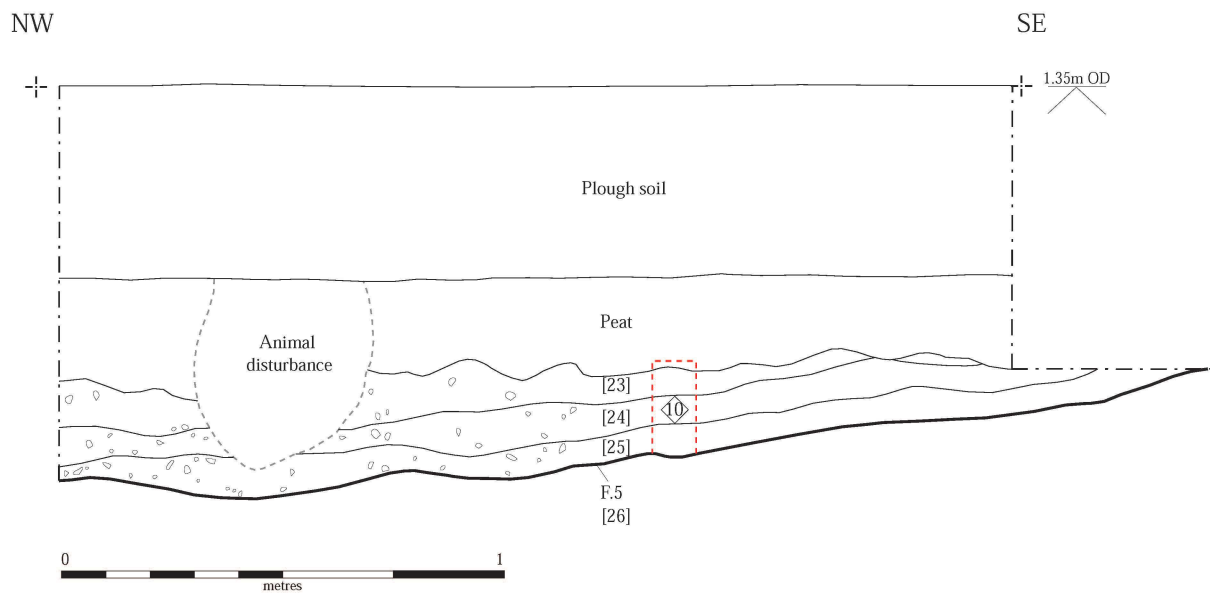 NW
SE
1.35m OD
Plough soil
Peat
Animal
disturbance
[23]
[24]
10
[25]
F.5
[26]
0
1
metres